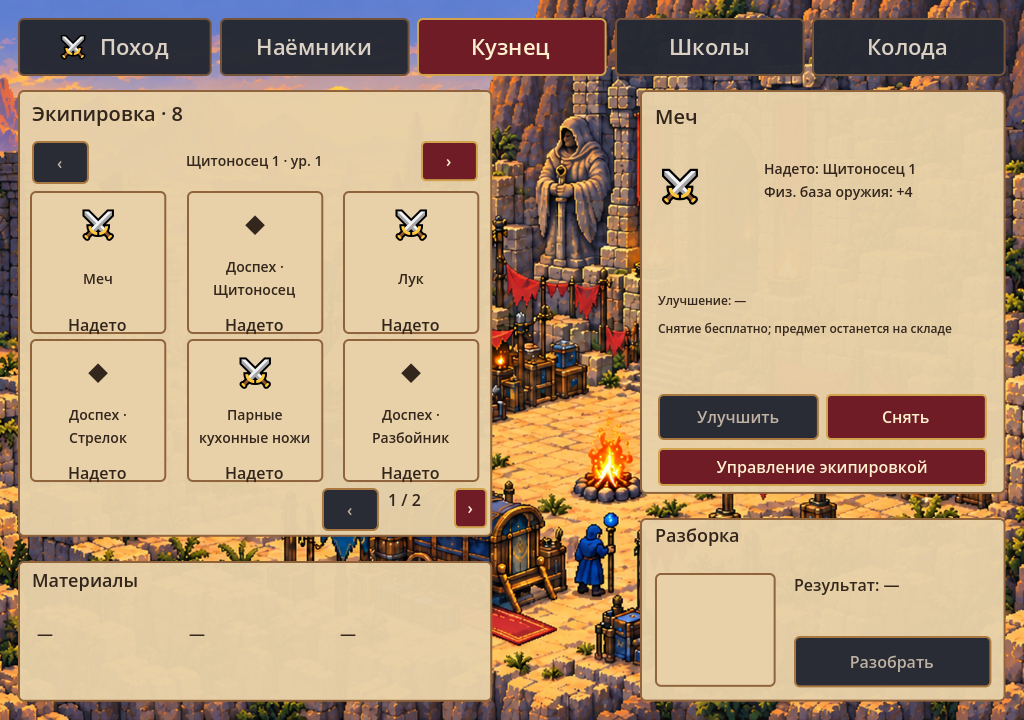 Поход
Наёмники
Кузнец
Школы
Колода
Экипировка · 8
‹
Щитоносец 1 · ур. 1
›
Меч
Надето
Доспех ·
Щитоносец
Надето
Лук
Надето
Доспех ·
Стрелок
Надето
Парные
кухонные ножи
Надето
Доспех ·
Разбойник
Надето
‹
1 / 2
›
Материалы
—
—
—
Меч
Надето: Щитоносец 1
Физ. база оружия: +4
Улучшение: —
Снятие бесплатно; предмет останется на складе
Улучшить
Снять
Управление экипировкой
Разборка
Результат: —
Разобрать